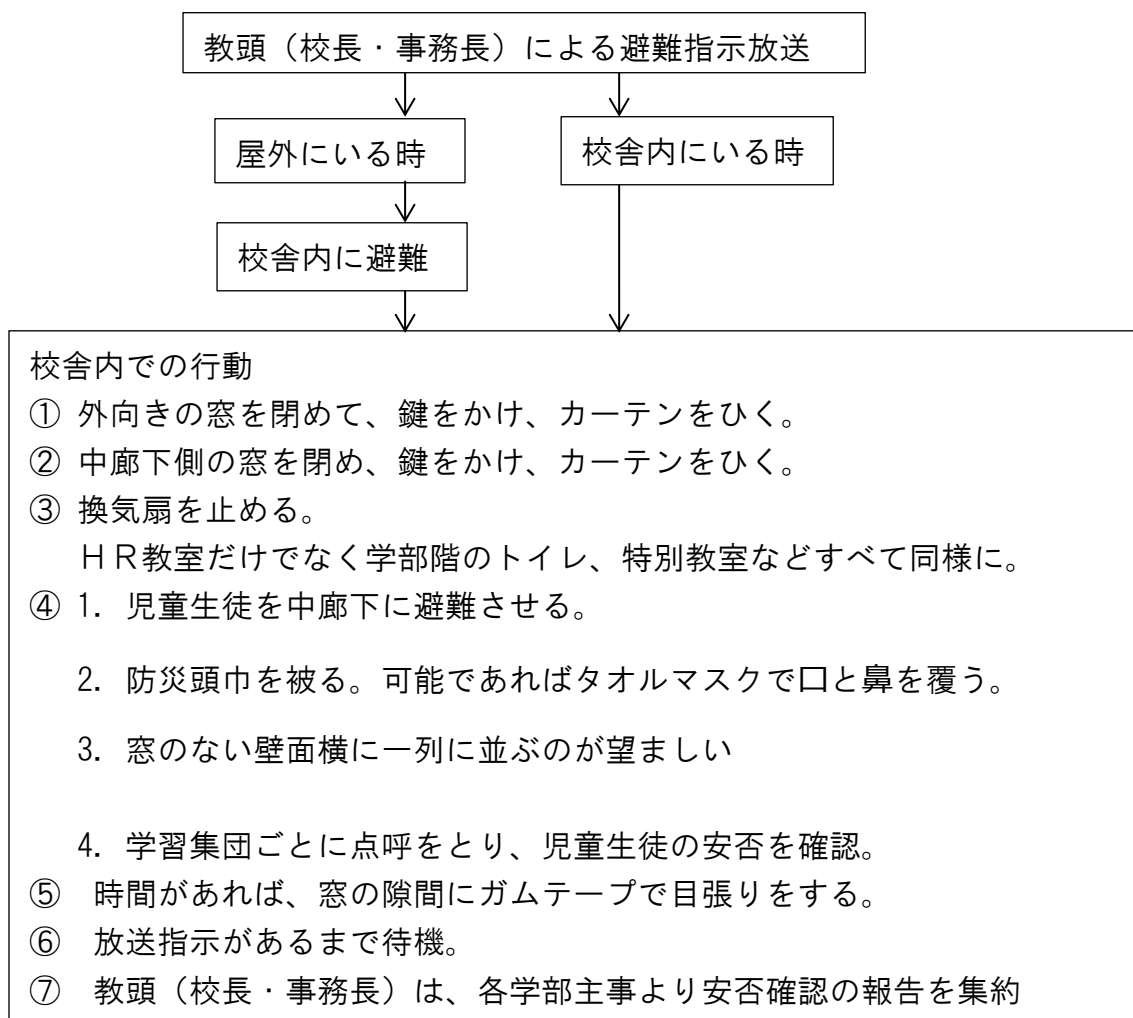 教頭（校長・事務長）による避難指示放送
屋外にいる時
校舎内にいる時
校舎内に避難
校舎内での行動
① 外向きの窓を閉めて、鍵をかけ、カーテンをひく。
② 中廊下側の窓を閉め、鍵をかけ、カーテンをひく。
③ 換気扇を止める。
ＨＲ教室だけでなく学部階のトイレ、特別教室などすべて同様に。
④ 1. 児童生徒を中廊下に避難させる。
2. 防災頭巾を被る。可能であればタオルマスクで口と鼻を覆う。
3. 窓のない壁面横に一列に並ぶのが望ましい
4. 学習集団ごとに点呼をとり、児童生徒の安否を確認。
⑤ 時間があれば、窓の隙間にガムテープで目張りをする。
⑥ 放送指示があるまで待機。
⑦ 教頭（校長・事務長）は、各学部主事より安否確認の報告を集約